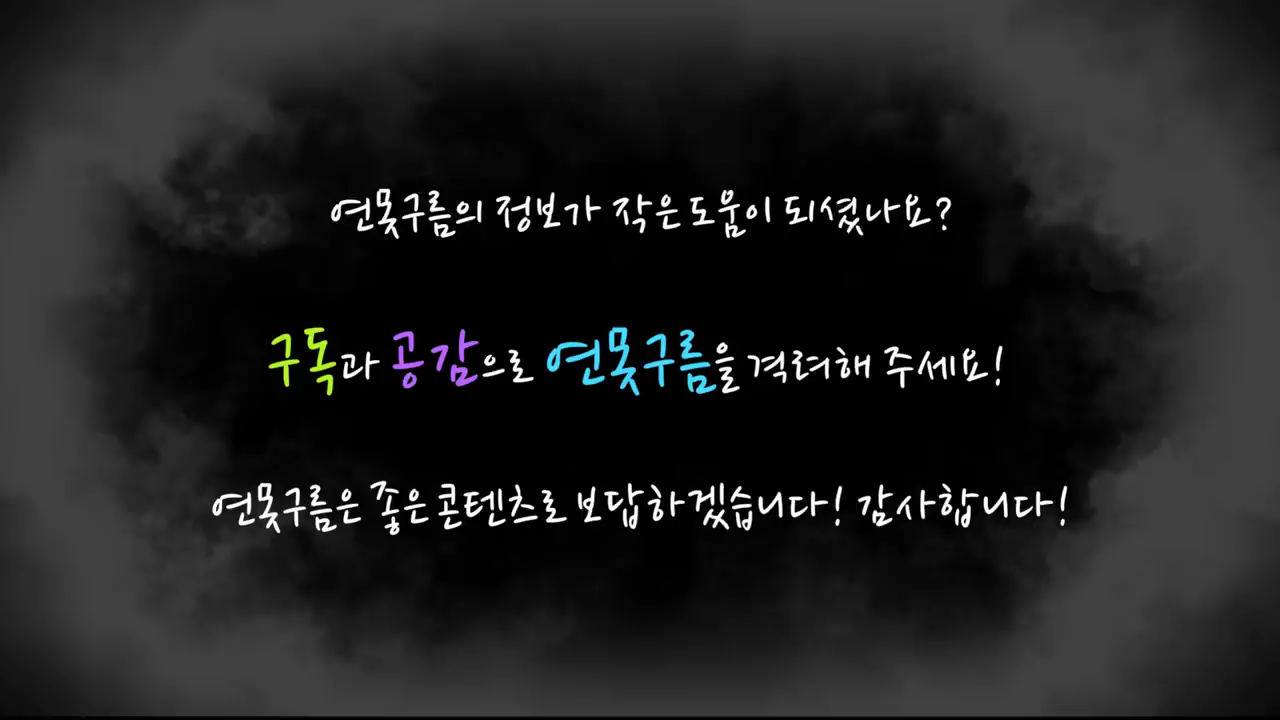 연못구름의 정보가 작은 도움이 되셨나요?
구독과 공감으로 연못구름을 격려해 주세요!
연못구름은 좋은 콘텐츠로 보답하겠습니다! 감사합니다!